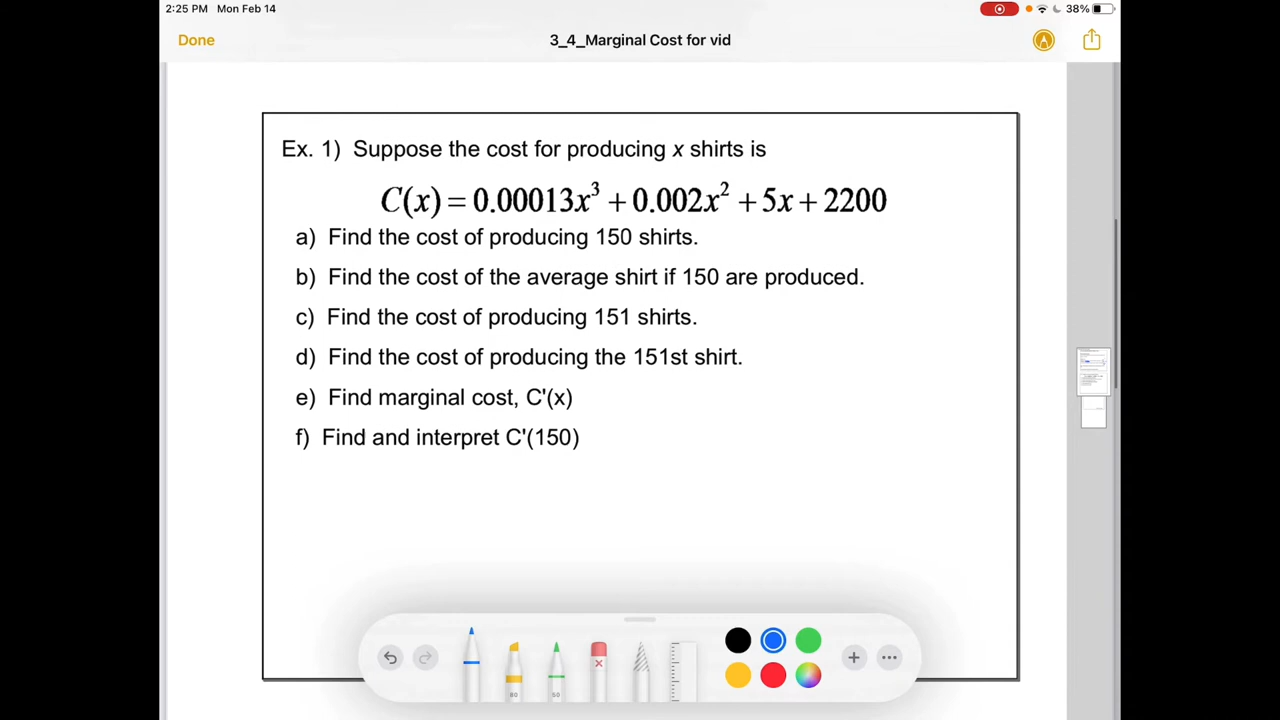 2:25 PM Mon Feb 14
38%
Done
3_4_Marginal Cost for vid
Ex. 1) Suppose the cost for producing x shirts is
C(x) = 0.00013x³ + 0.002x² + 5x + 2200
a) Find the cost of producing 150 shirts.
b) Find the cost of the average shirt if 150 are produced.
c) Find the cost of producing 151 shirts.
d) Find the cost of producing the 151st shirt.
e) Find marginal cost, C'(x)
f) Find and interpret C'(150)